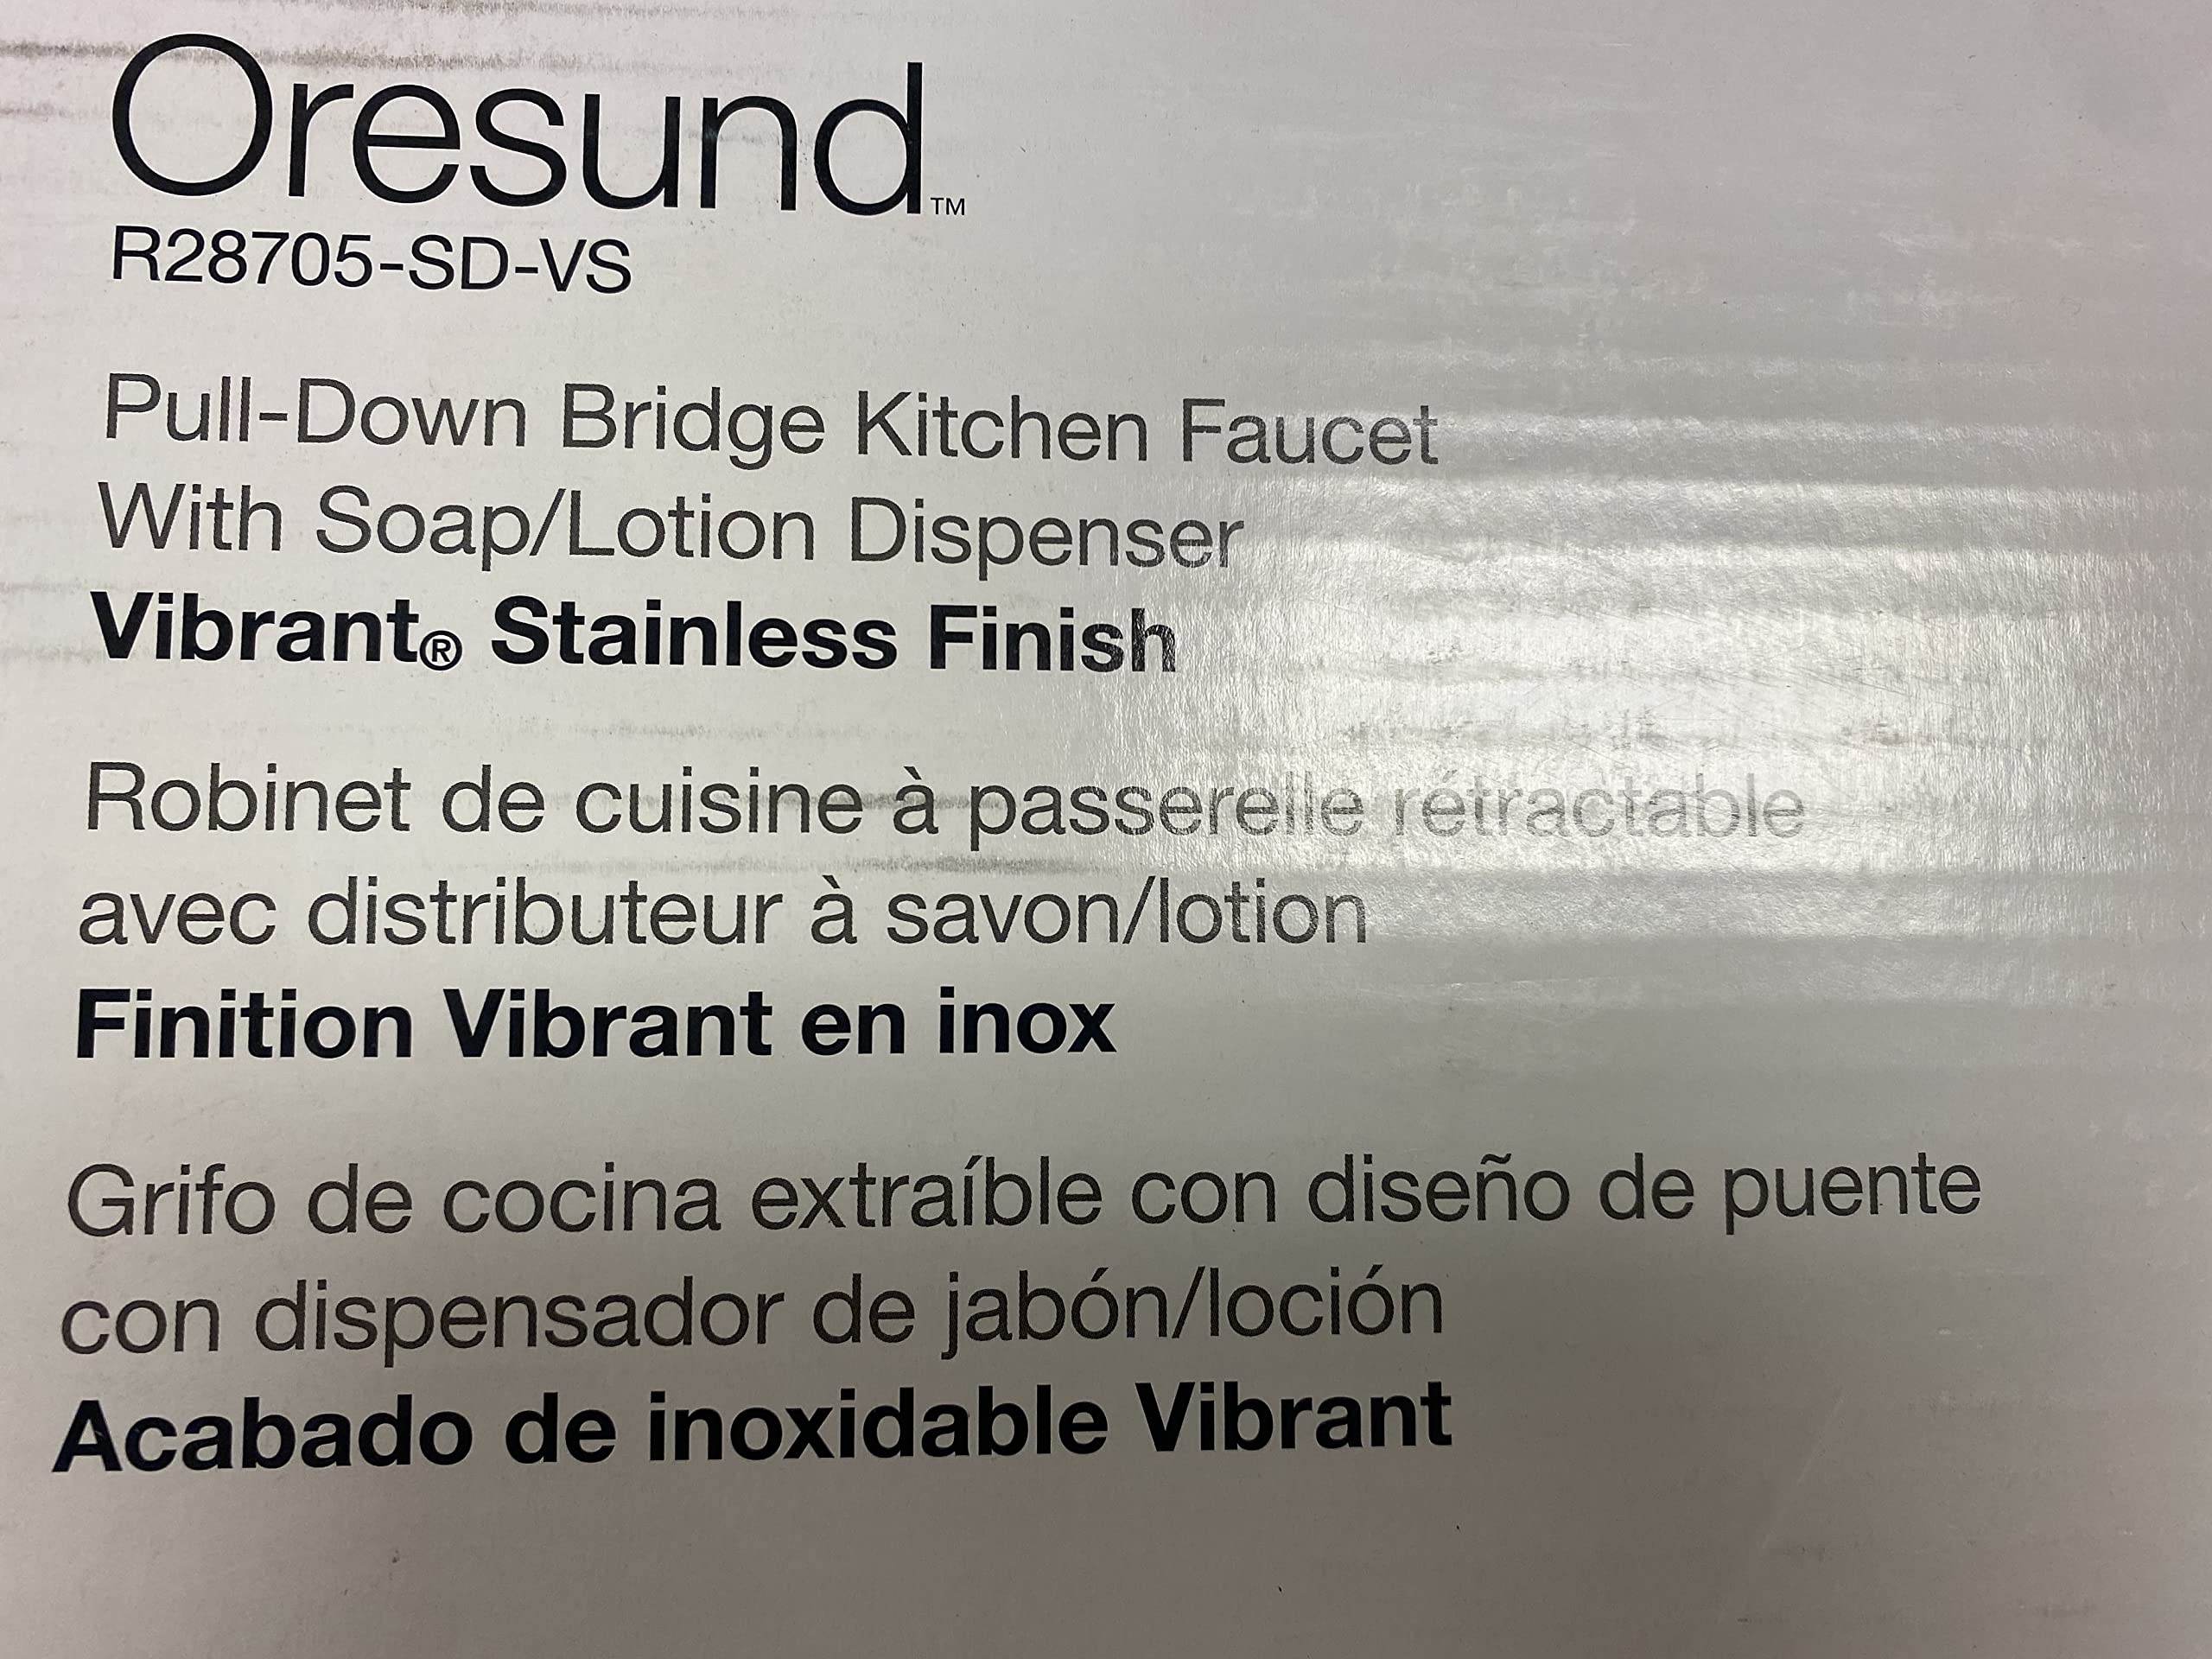 Oresund™
R28705-SD-VS
Pull-Down Bridge Kitchen Faucet
With Soap/Lotion Dispenser
Vibrant® Stainless Finish
Robinet de cuisine à passerelle rétractable
avec distributeur à savon/lotion
Finition Vibrant en inox
Grifo de cocina extraíble con diseño de puente
con dispensador de jabón/loción
Acabado de inoxidable Vibrant